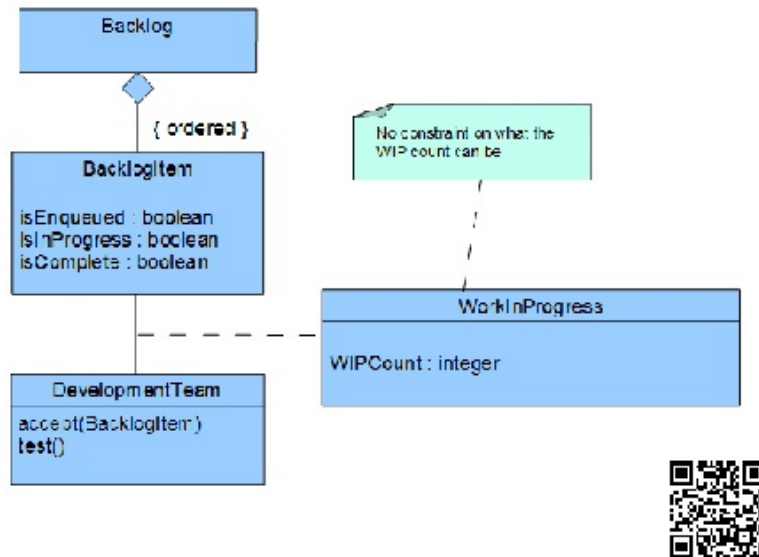 Backlog
{ ordered }
BacklogItem
isEnqueued : boolean
isInProgress : boolean
isComplete : boolean
No constraint on what the
WIP count can be
WorkInProgress
WIPCount : integer
DevelopmentTeam
accept(BacklogItem)
test()